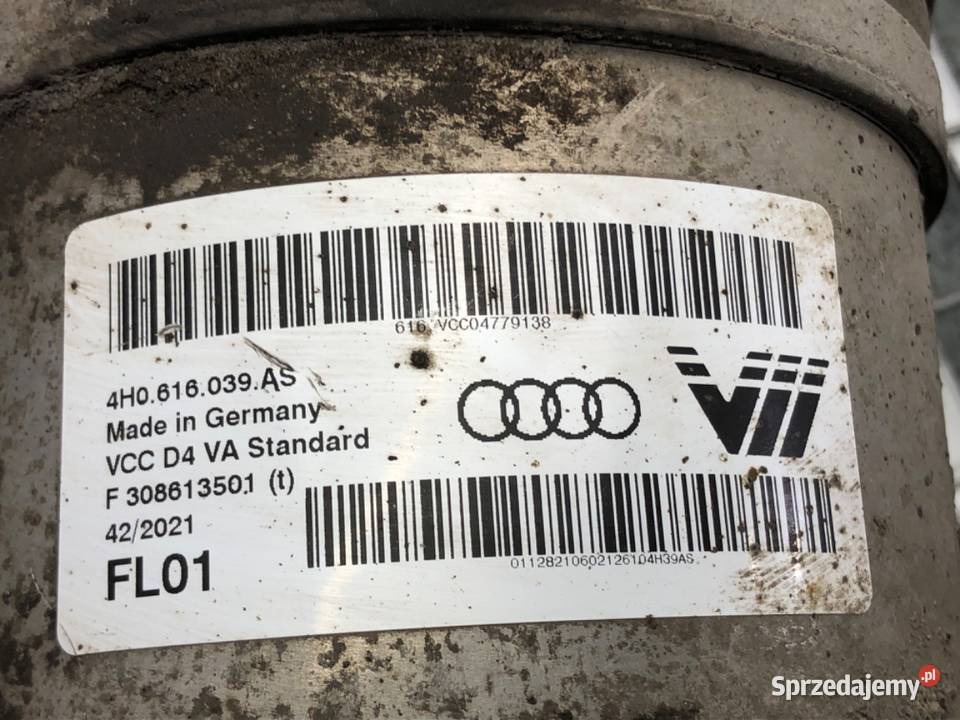 616 VCC04779138
4H0.616.039.AS
Made in Germany
VCC D4 VA Standard
F 308613501 (t)
42/2021
FL01
Vii
01128210602126104H39AS
Sprzedajemy.pl